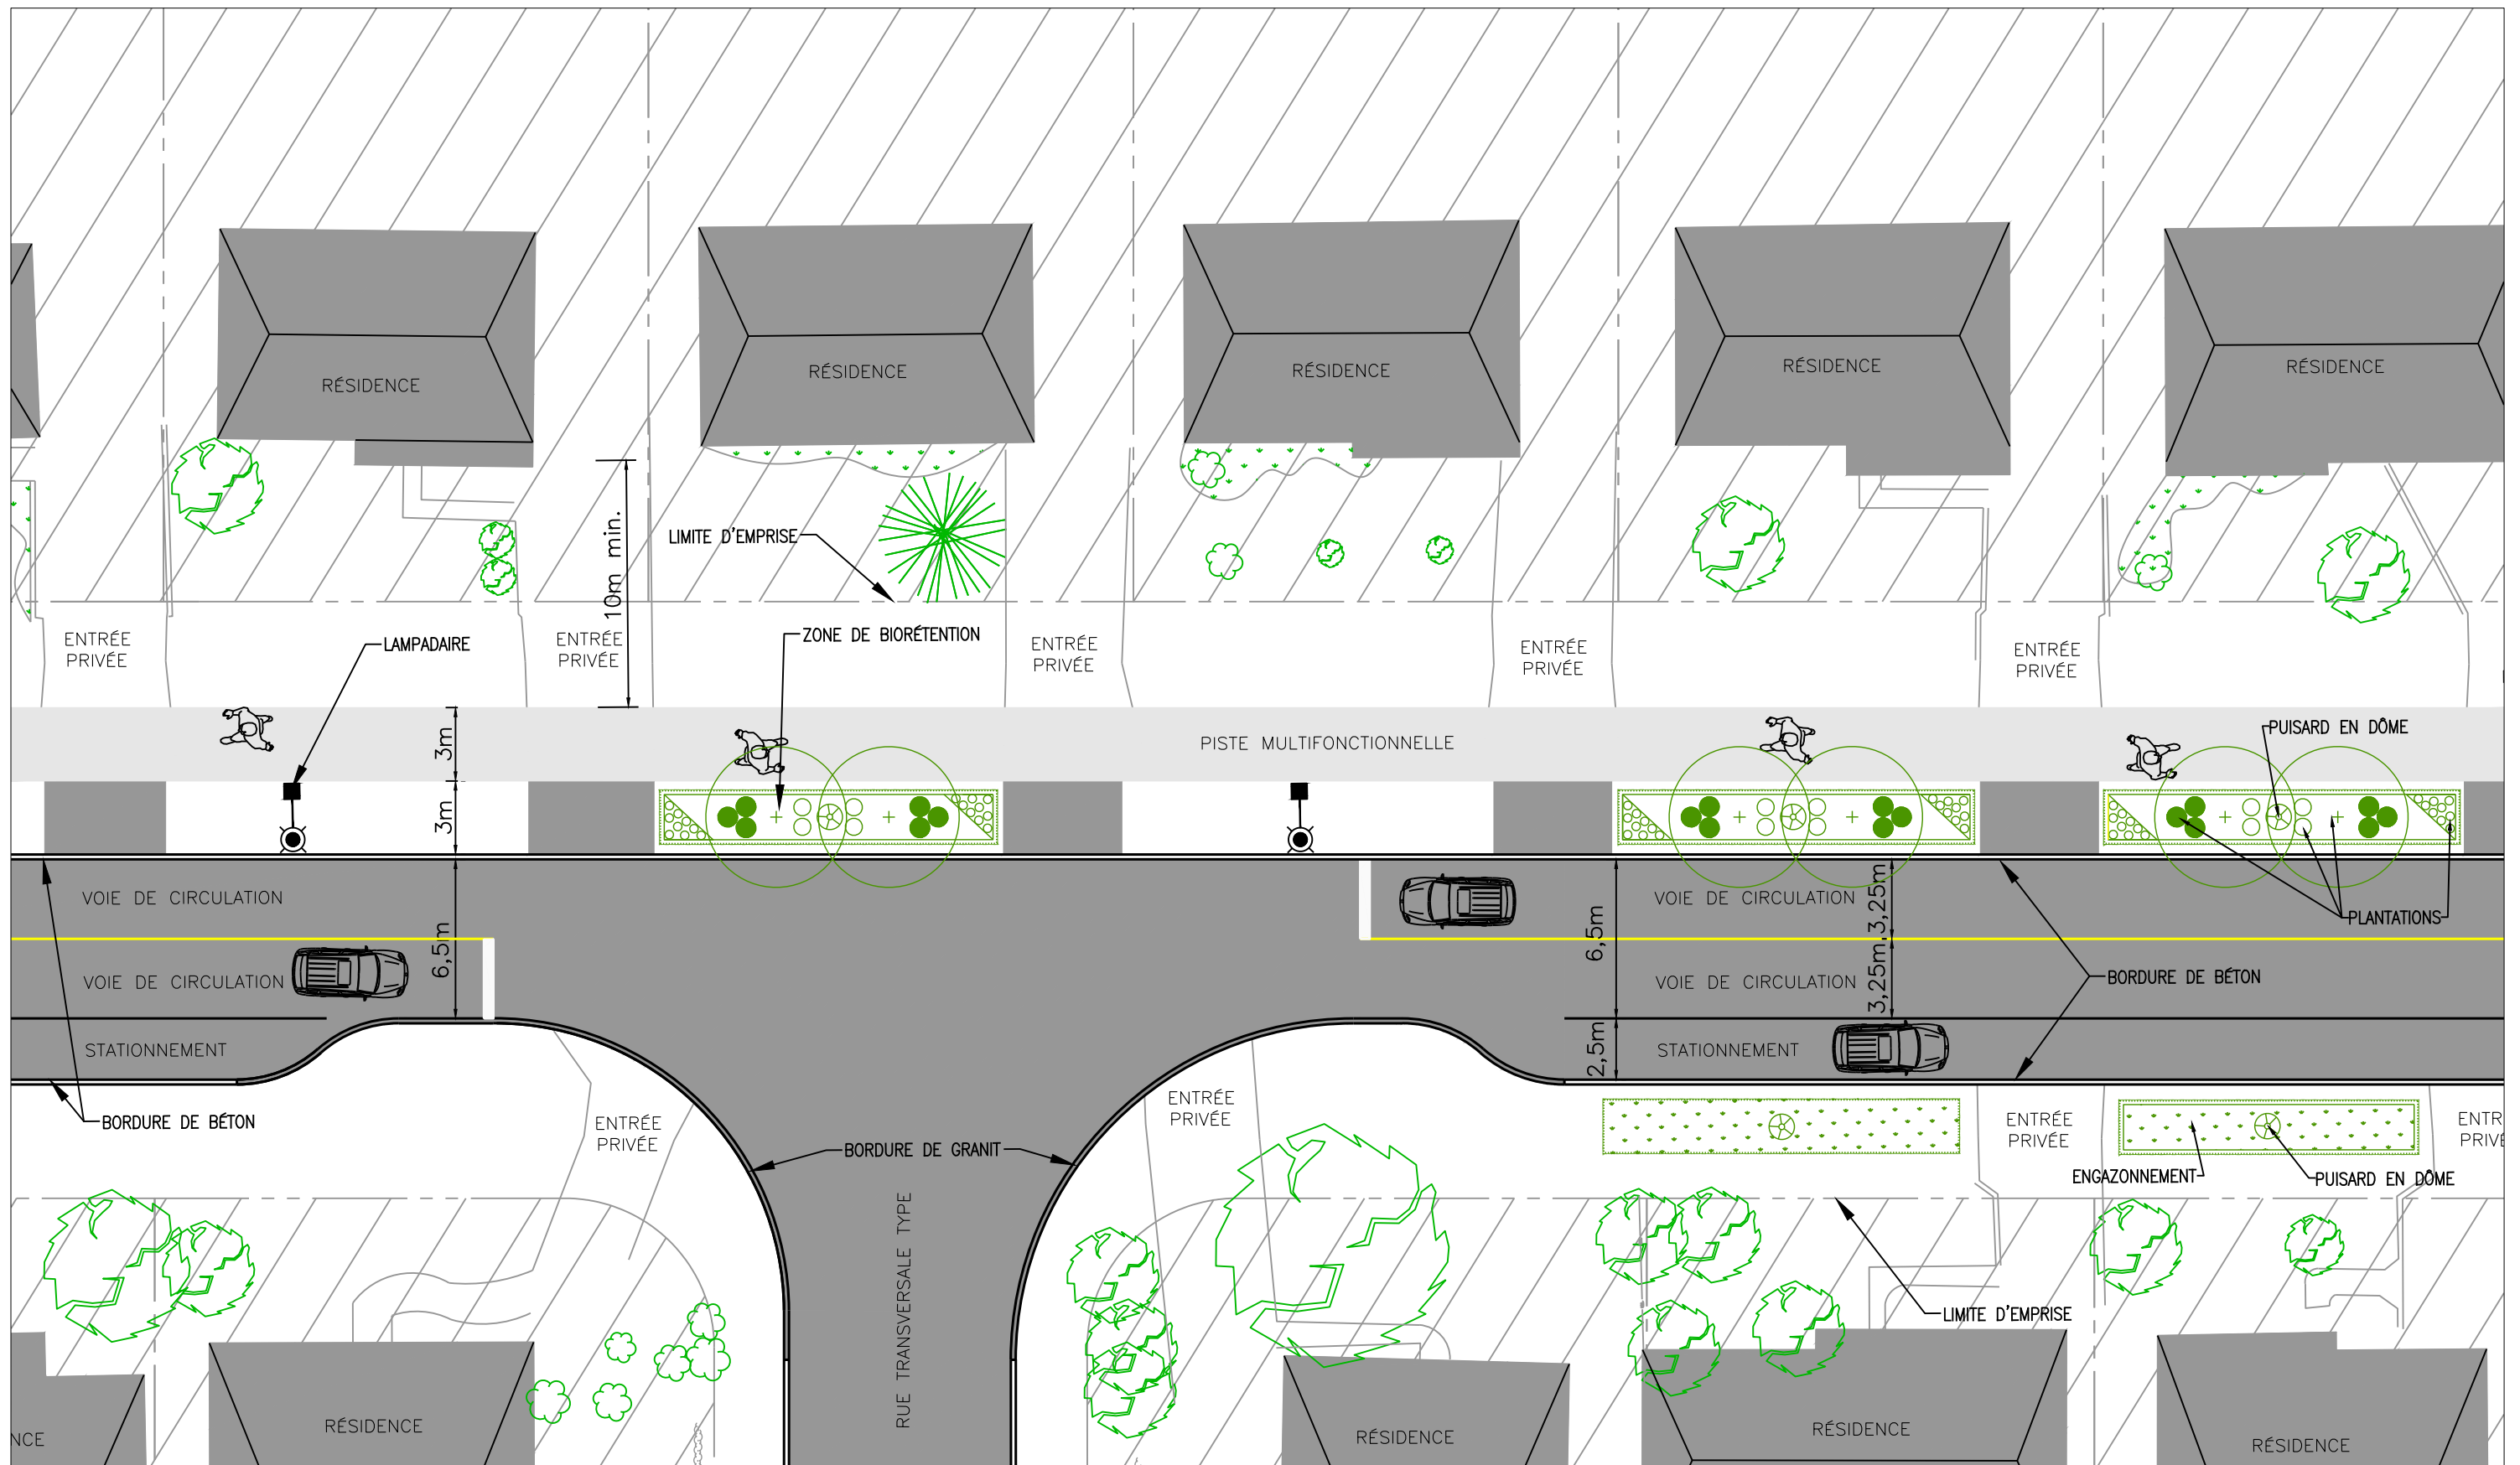 RÉSIDENCE
RÉSIDENCE
RÉSIDENCE
RÉSIDENCE
RÉSIDENCE
10m min.
LIMITE D'EMPRISE
ENTRÉE
PRIVÉE
LAMPADAIRE
ENTRÉE
PRIVÉE
ZONE DE BIORÉTENTION
ENTRÉE
PRIVÉE
ENTRÉE
PRIVÉE
ENTRÉE
PRIVÉE
3m
PISTE MULTIFONCTIONNELLE
PUISARD EN DÔME
3m
VOIE DE CIRCULATION
VOIE DE CIRCULATION
3,25m
PLANTATIONS
6,5m
6,5m
VOIE DE CIRCULATION
VOIE DE CIRCULATION
3,25m
BORDURE DE BÉTON
STATIONNEMENT
2,5m
STATIONNEMENT
BORDURE DE BÉTON
ENTRÉE
PRIVÉE
ENTRÉE
PRIVÉE
ENTRÉE
PRIVÉE
ENTR
PRIVÉ
BORDURE DE GRANIT
ENGAZONNEMENT
PUISARD EN DÔME
RUE TRANSVERSALE TYPE
LIMITE D'EMPRISE
NCE
RÉSIDENCE
RÉSIDENCE
RÉSIDENCE
RÉSIDENCE